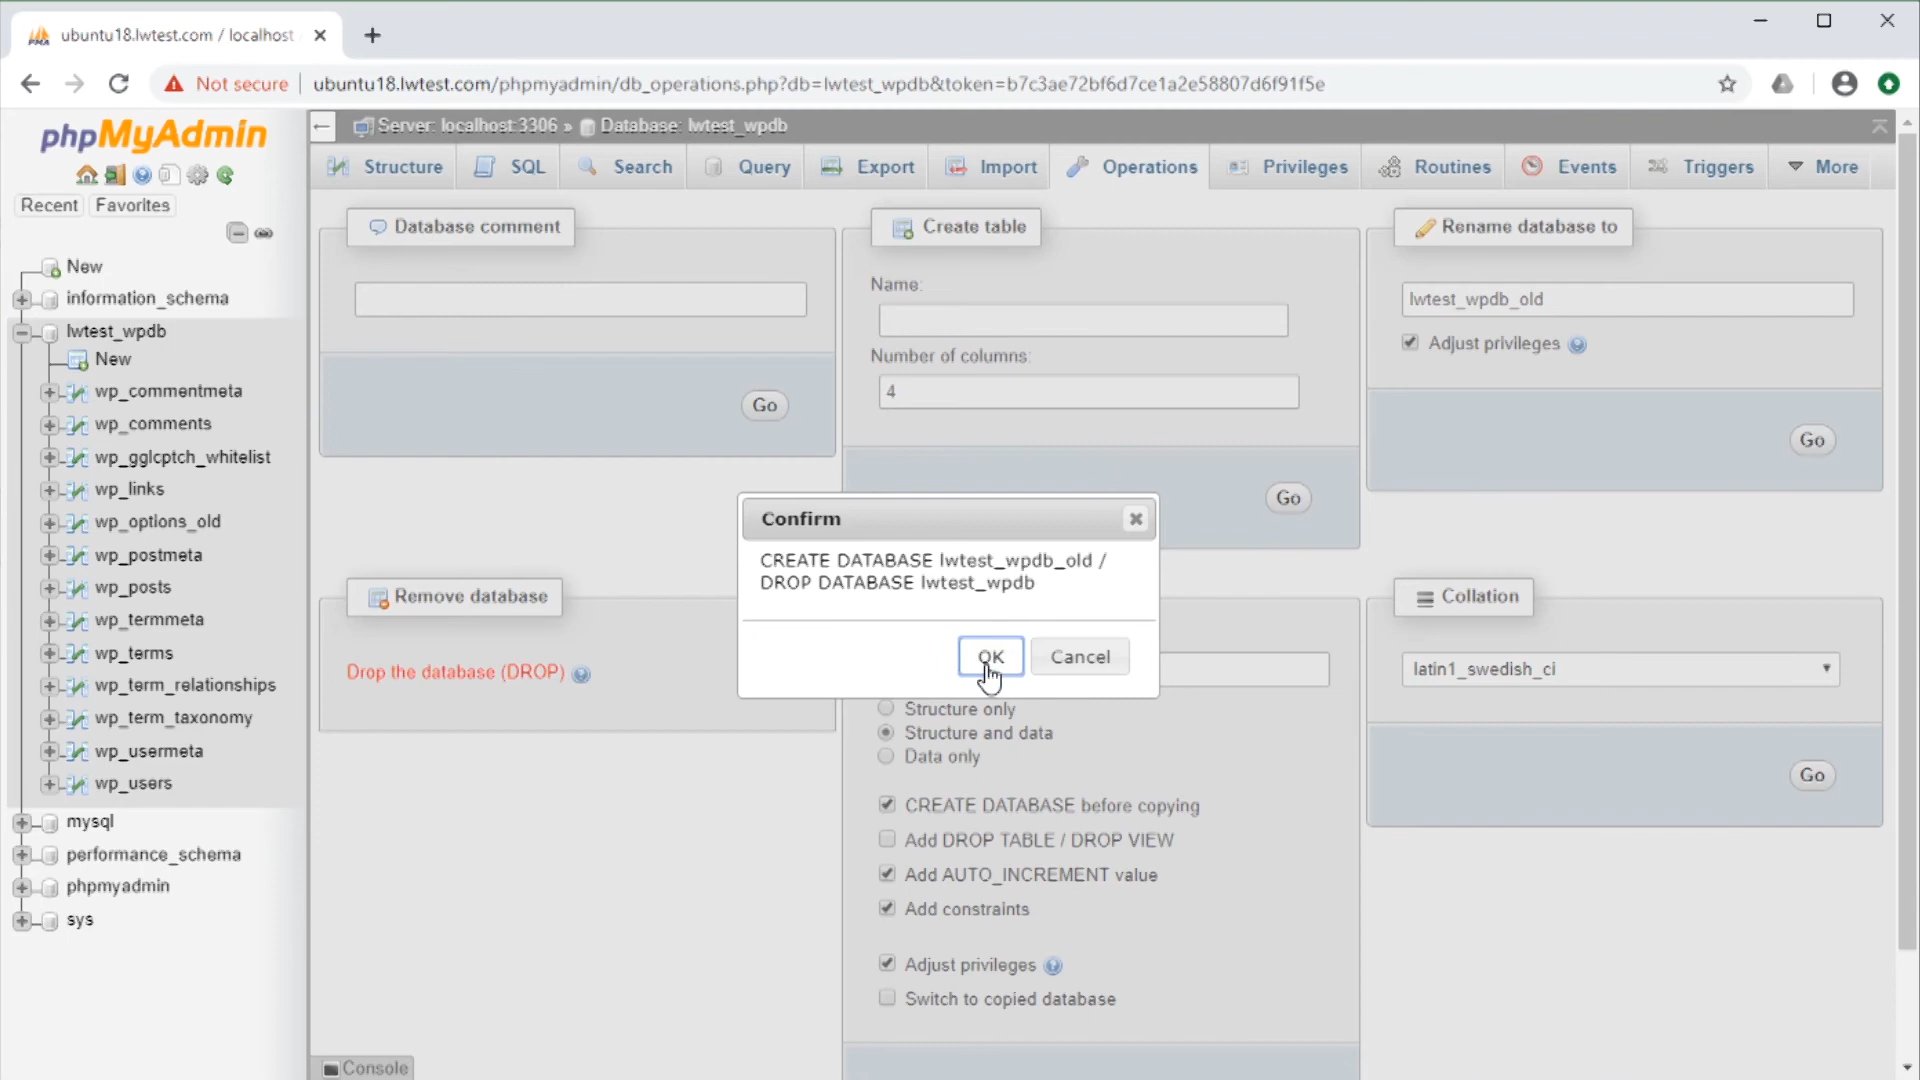 ubuntu18.lwtest.com / localhost
Not secure
ubuntu18.lwtest.com/phpmyadmin/db_operations.php?db=lwtest_wpdb&token=b7c3ae72bf6d7ce1a2e58807d6f91f5e
phpMyAdmin
Recent
Favorites
New
information_schema
lwtest_wpdb
New
wp_commentmeta
wp_comments
wp_gglcptch_whitelist
wp_links
wp_options_old
wp_postmeta
wp_posts
wp_termmeta
wp_terms
wp_term_relationships
wp_term_taxonomy
wp_usermeta
wp_users
mysql
performance_schema
phpmyadmin
sys
Server: localhost:3306 » Database: lwtest_wpdb
Structure
SQL
Search
Query
Export
Import
Operations
Privileges
Routines
Events
Triggers
More
Database comment
Go
Create table
Name:
Number of columns:
4
Go
Rename database to
lwtest_wpdb_old
Adjust privileges
Go
Confirm
CREATE DATABASE lwtest_wpdb_old /
DROP DATABASE lwtest_wpdb
OK
Cancel
Remove database
Drop the database (DROP)
Structure only
Structure and data
Data only
CREATE DATABASE before copying
Add DROP TABLE / DROP VIEW
Add AUTO_INCREMENT value
Add constraints
Adjust privileges
Switch to copied database
Collation
latin1_swedish_ci
Go
Console